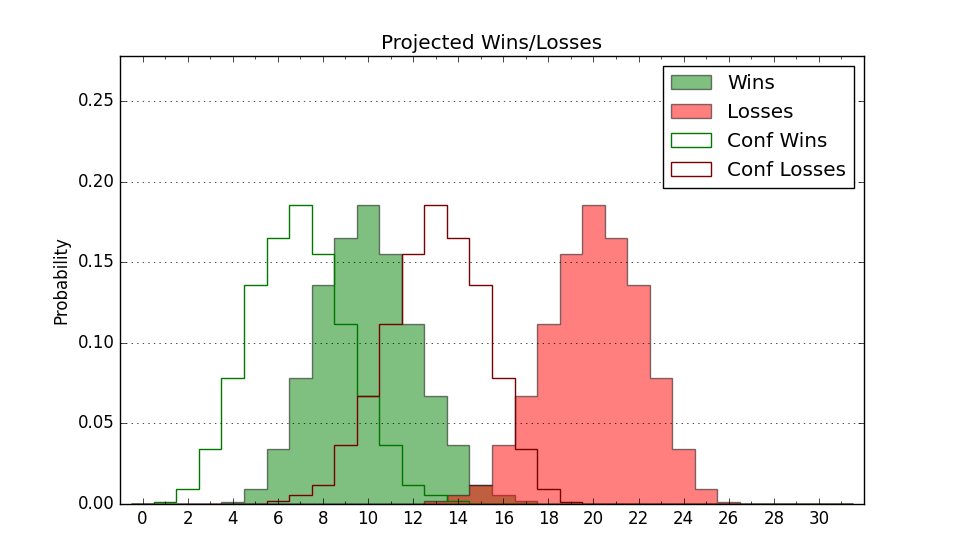 Projected Wins/Losses
Wins
Losses
Conf Wins
Conf Losses
Probability
0.25
0.20
0.15
0.10
0.05
0.00
0 2 4 6 8 10 12 14 16 18 20 22 24 26 28 30